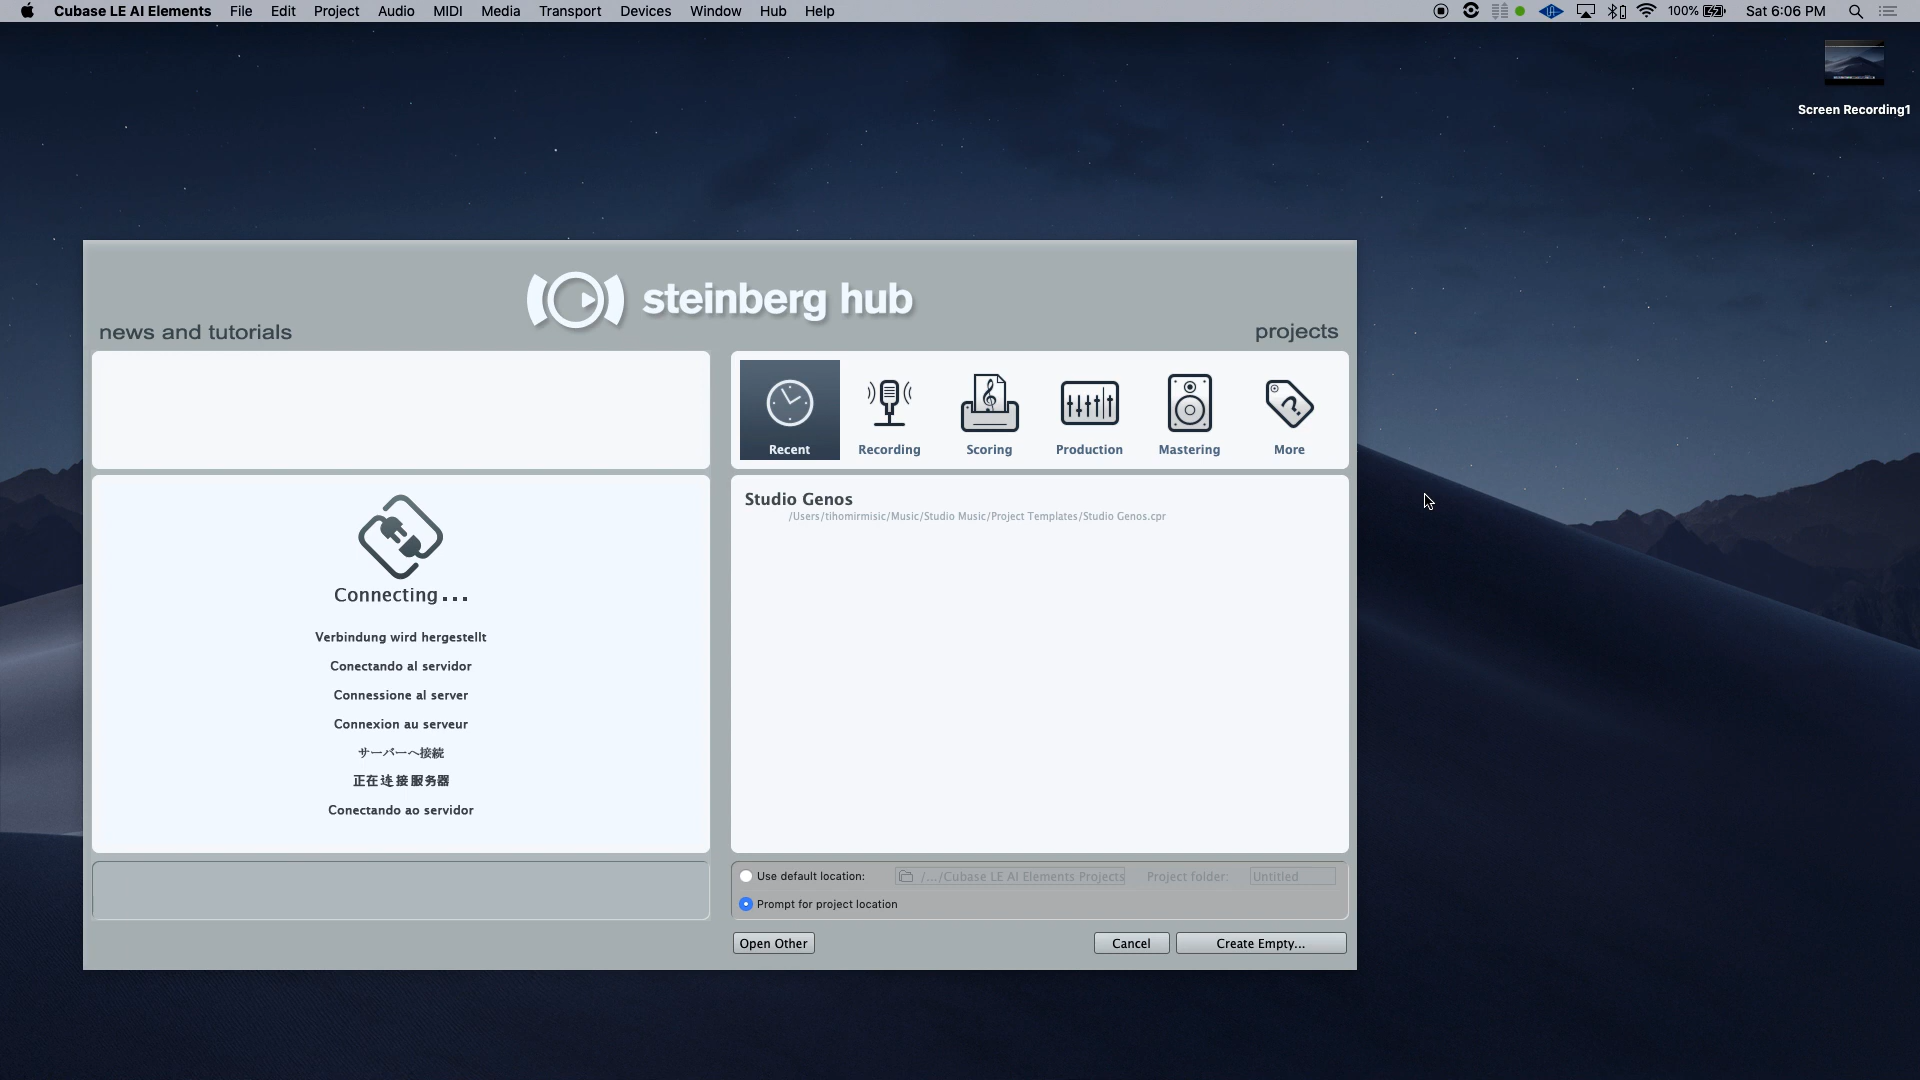 Cubase LE AI Elements File Edit Project Audio MIDI Media Transport Devices Window Hub Help 100% Sat 6:06 PM
Screen Recording1
steinberg hub
news and tutorials
projects
Recent Recording Scoring Production Mastering More
Connecting...
Verbindung wird hergestellt
Conectando al servidor
Connessione al server
Connexion au serveur
サーバーへ接続
正在连接服务器
Conectando ao servidor
Studio Genos
/Users/tihomirmisic/Music/Studio Music/Project Templates/Studio Genos.cpr
Use default location: /.../Cubase LE AI Elements Projects Project folder: Untitled
Prompt for project location
Open Other Cancel Create Empty...